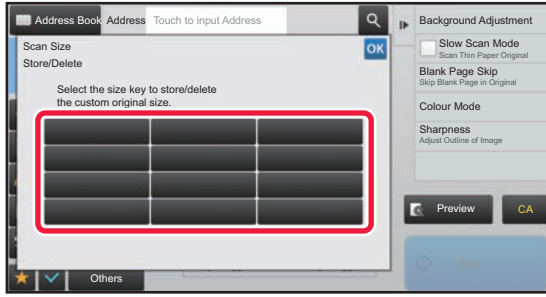 Address Book
Address
Touch to input Address
Scan Size
Store/Delete
OK
Select the size key to store/delete
the custom original size.
Others
Background Adjustment
Slow Scan Mode
Scan Thin Paper Original
Blank Page Skip
Skip Blank Page in Original
Colour Mode
Sharpness
Adjust Outline of Image
Preview
CA